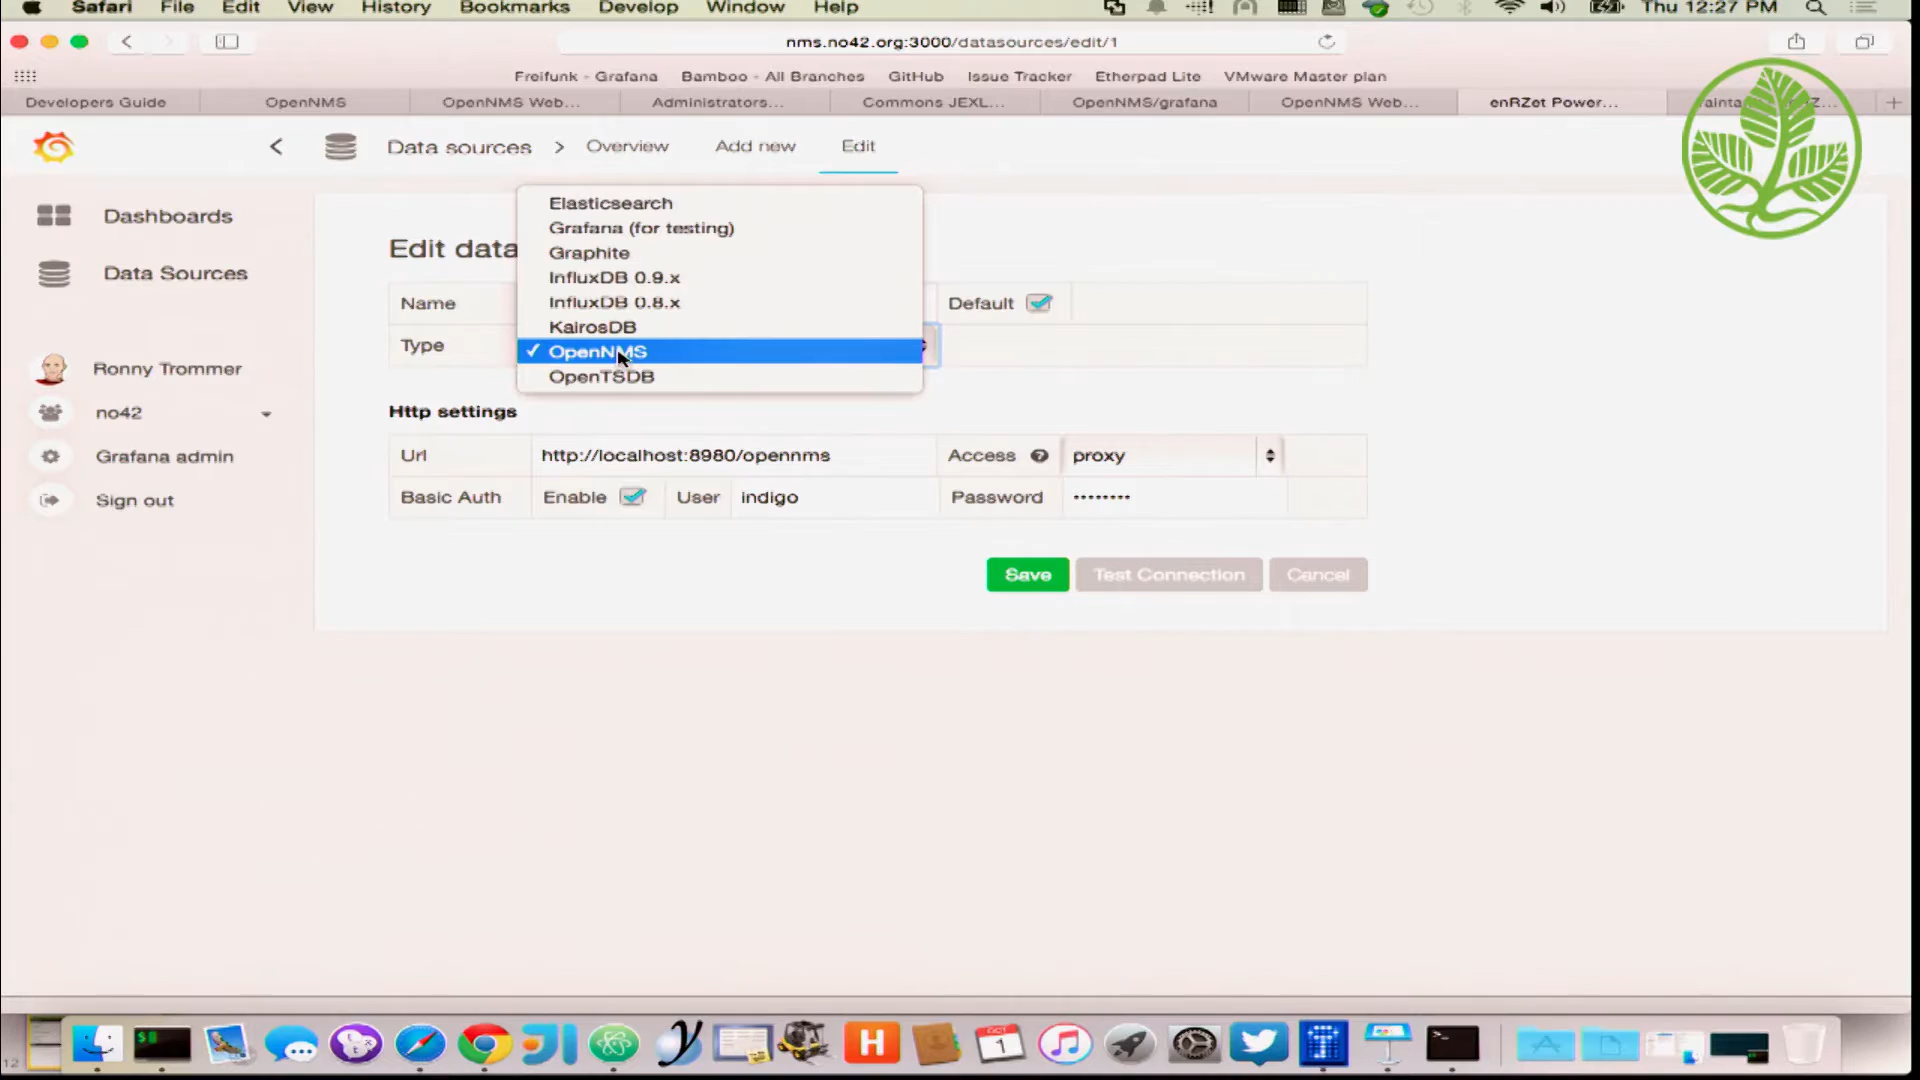 Safari File Edit View History Bookmarks Develop Window Help Thu 12:27 PM
nms.no42.org:3000/datasources/edit/1
Freifunk - Grafana Bamboo - All Branches GitHub Issue Tracker Etherpad Lite VMware Master plan
Developers Guide OpenNMS OpenNMS Web... Administrators... Commons JEXL... OpenNMS/grafana OpenNMS Web... enRZet Power...
Data sources > Overview Add new Edit
Dashboards
Data Sources
Ronny Trommer
no42
Grafana admin
Sign out
Edit data
Name
Default
Type
Elasticsearch
Grafana (for testing)
Graphite
InfluxDB 0.9.x
InfluxDB 0.8.x
KairosDB
✓ OpenNMS
OpenTSDB
Http settings
Url http://localhost:8980/opennms Access proxy
Basic Auth Enable User indigo Password ••••••••
Save Test Connection Cancel
OCT
1
H
12